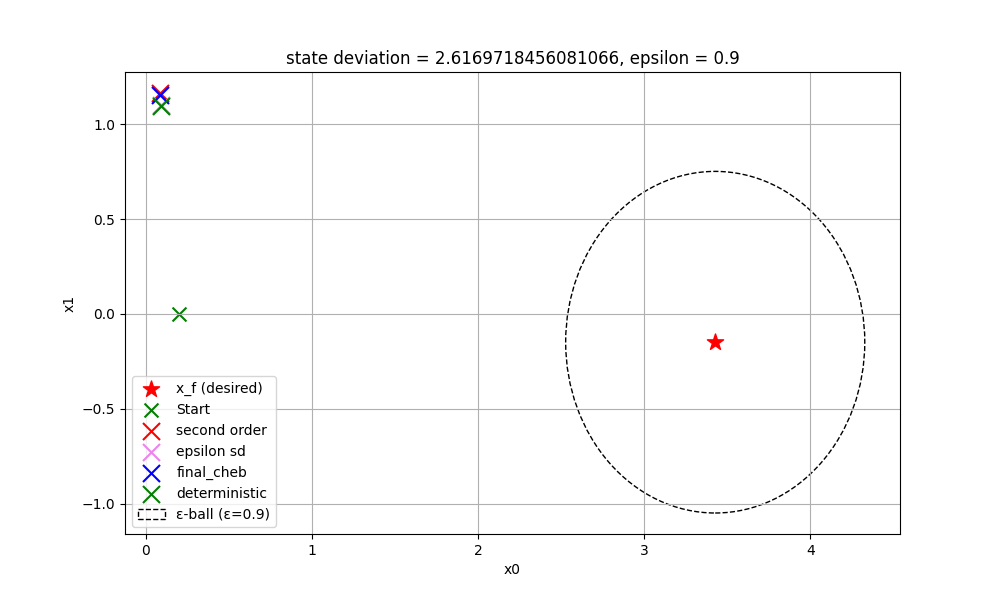 state deviation = 2.6169718456081066, epsilon = 0.9
x1
1.0
0.5
0.0
−0.5
−1.0
x_f (desired)
Start
second order
epsilon sd
final_cheb
deterministic
ε-ball (ε=0.9)
0 1 2 3 4
x0